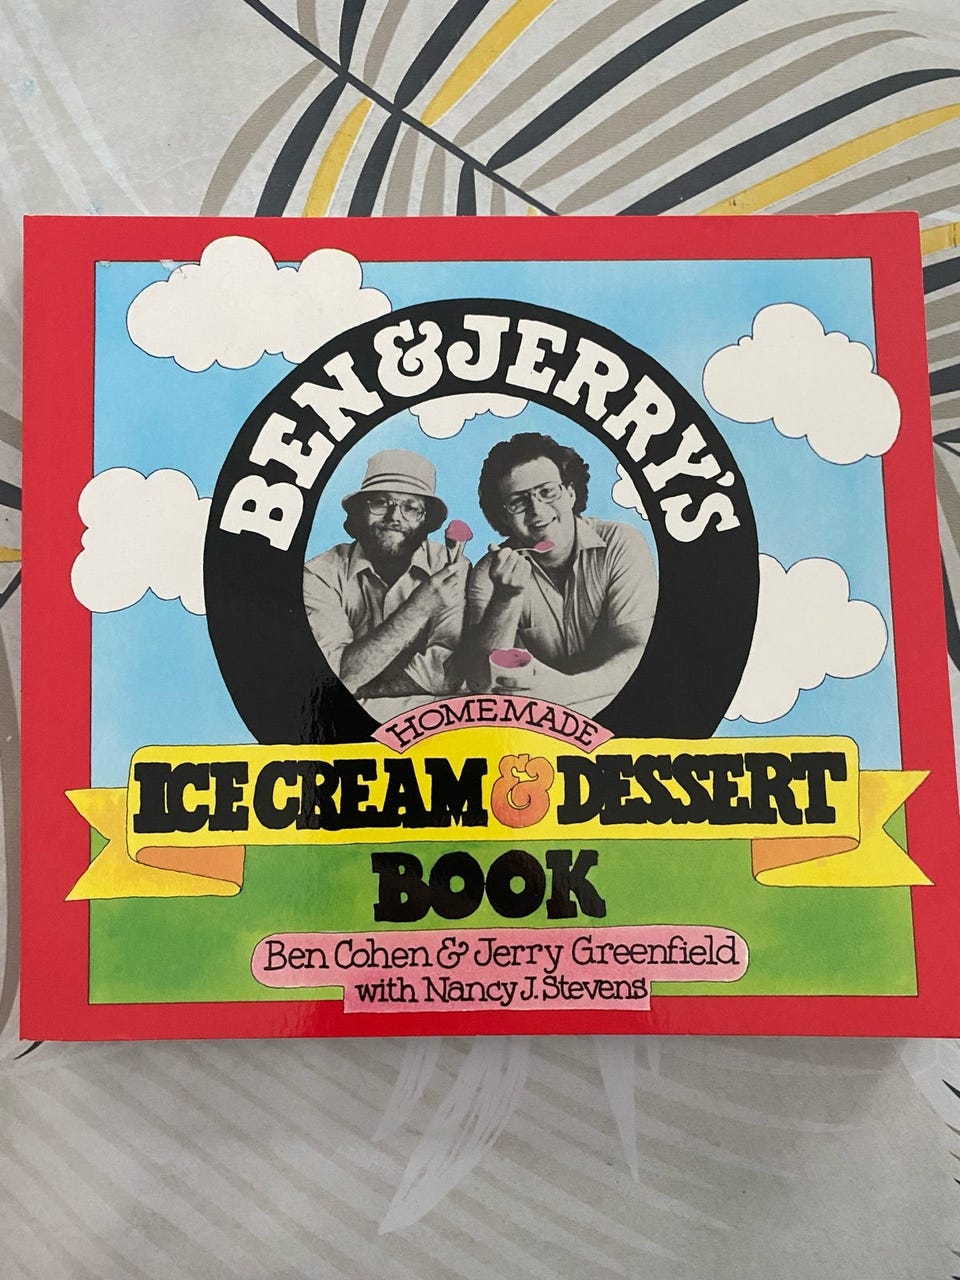 BEN & JERRY'S
HOMEMADE
ICE CREAM & DESSERT
BOOK
Ben Cohen & Jerry Greenfield
with Nancy J. Stevens